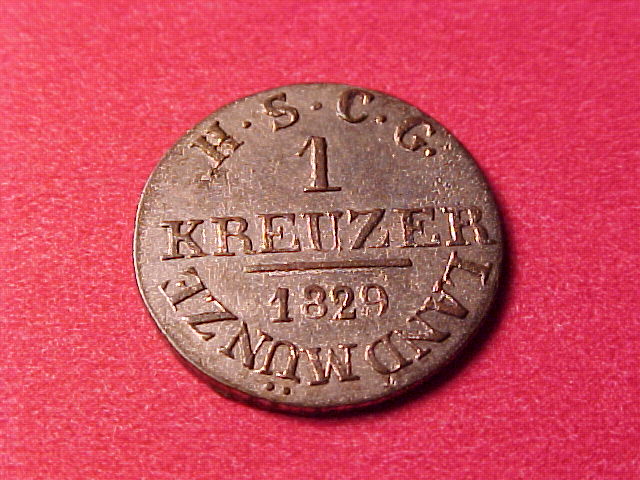 H·S·C·G·
1
KREUZER
1829
LANDMÜNZE